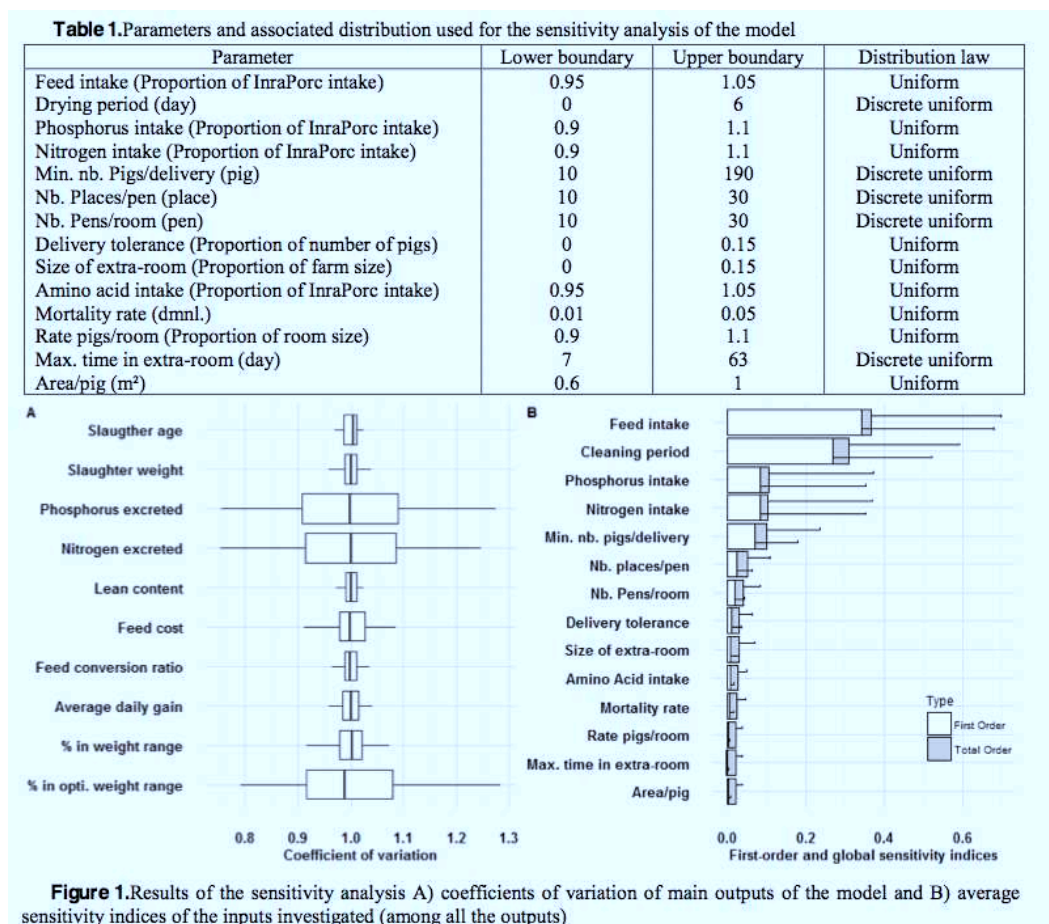 Table 1.Parameters and associated distribution used for the sensitivity analysis of the model
Parameter Lower boundary Upper boundary Distribution law
Feed intake (Proportion of InraPorc intake) 0.95 1.05 Uniform
Drying period (day) 0 6 Discrete uniform
Phosphorus intake (Proportion of InraPorc intake) 0.9 1.1 Uniform
Nitrogen intake (Proportion of InraPorc intake) 0.9 1.1 Uniform
Min. nb. Pigs/delivery (pig) 10 190 Discrete uniform
Nb. Places/pen (place) 10 30 Discrete uniform
Nb. Pens/room (pen) 10 30 Discrete uniform
Delivery tolerance (Proportion of number of pigs) 0 0.15 Uniform
Size of extra-room (Proportion of farm size) 0 0.15 Uniform
Amino acid intake (Proportion of InraPorc intake) 0.95 1.05 Uniform
Mortality rate (dmnl.) 0.01 0.05 Uniform
Rate pigs/room (Proportion of room size) 0.9 1.1 Uniform
Max. time in extra-room (day) 7 63 Discrete uniform
Area/pig (m²) 0.6 1 Uniform
A
Slaugther age
Slaughter weight
Phosphorus excreted
Nitrogen excreted
Lean content
Feed cost
Feed conversion ratio
Average daily gain
% in weight range
% in opti. weight range
0.8 0.9 1.0 1.1 1.2 1.3
Coefficient of variation
B
Feed intake
Cleaning period
Phosphorus intake
Nitrogen intake
Min. nb. pigs/delivery
Nb. places/pen
Nb. Pens/room
Delivery tolerance
Size of extra-room
Amino Acid intake
Mortality rate
Rate pigs/room
Max. time in extra-room
Area/pig
Type
First Order
Total Order
0.0 0.2 0.4 0.6
First-order and global sensitivity indices
Figure 1.Results of the sensitivity analysis A) coefficients of variation of main outputs of the model and B) average
sensitivity indices of the inputs investigated (among all the outputs)